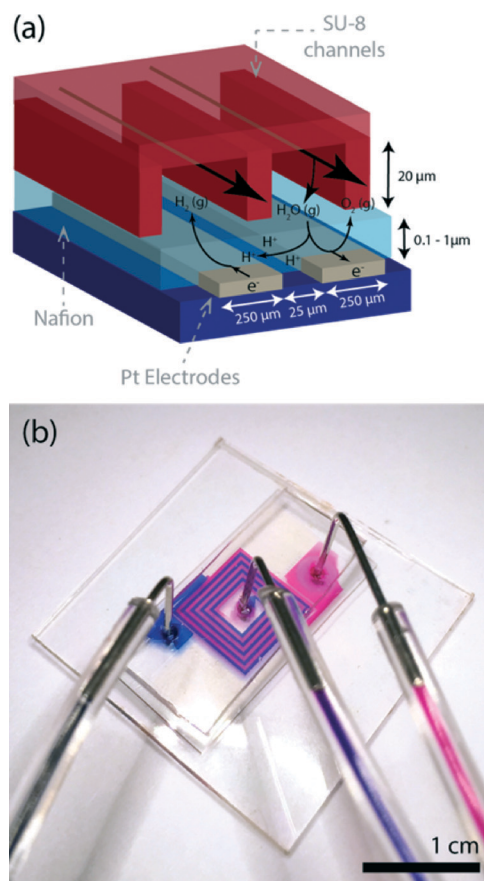 (a)
SU-8
channels
20 µm
H₂ (g)
H₂O (g)
O₂ (g)
H⁺
H⁺
H⁺
0.1 - 1µm
e⁻
e⁻
250 µm
25 µm
250 µm
Nafion
Pt Electrodes
(b)
1 cm